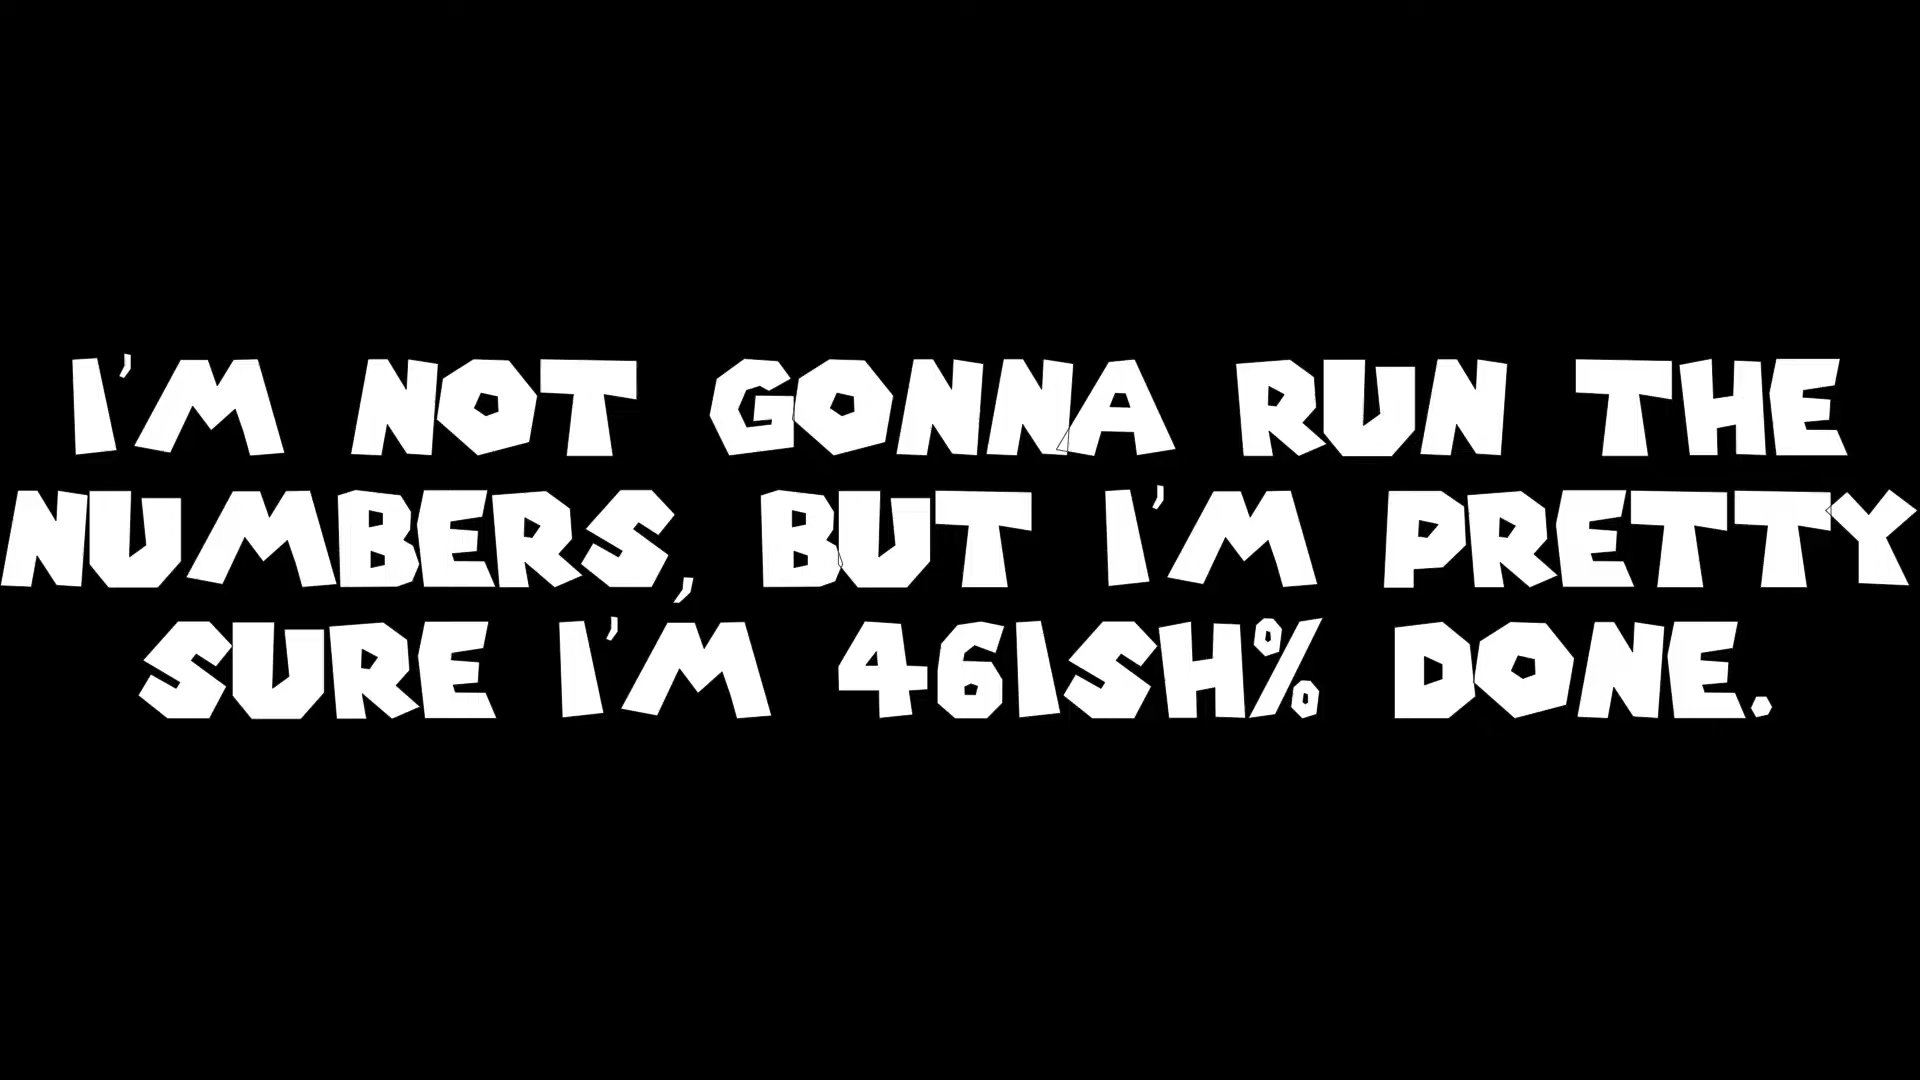 I'M NOT GONNA RUN THE
NUMBERS, BUT I'M PRETTY
SURE I'M 46ISH% DONE.